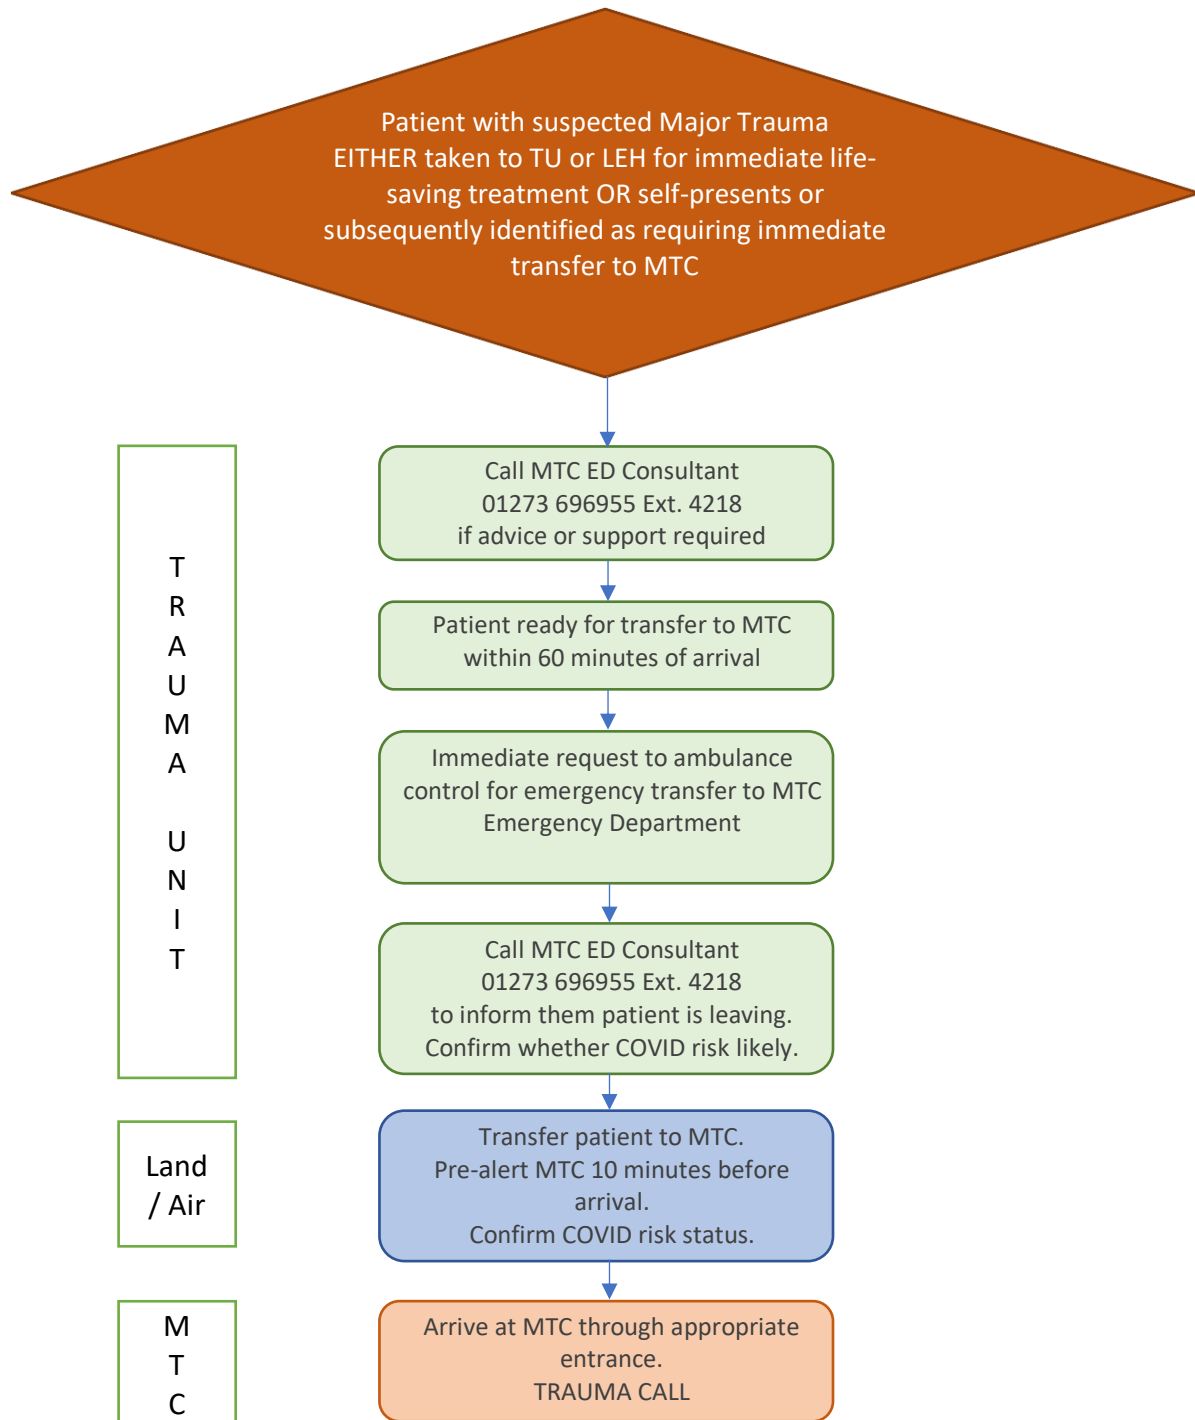 Patient with suspected Major Trauma
EITHER taken to TU or LEH for immediate life-
saving treatment OR self-presents or
subsequently identified as requiring immediate
transfer to MTC
TRAUMA UNIT
Call MTC ED Consultant
01273 696955 Ext. 4218
if advice or support required
Patient ready for transfer to MTC
within 60 minutes of arrival
Immediate request to ambulance
control for emergency transfer to MTC
Emergency Department
Call MTC ED Consultant
01273 696955 Ext. 4218
to inform them patient is leaving.
Confirm whether COVID risk likely.
Land
/ Air
Transfer patient to MTC.
Pre-alert MTC 10 minutes before
arrival.
Confirm COVID risk status.
MTC
Arrive at MTC through appropriate
entrance.
TRAUMA CALL